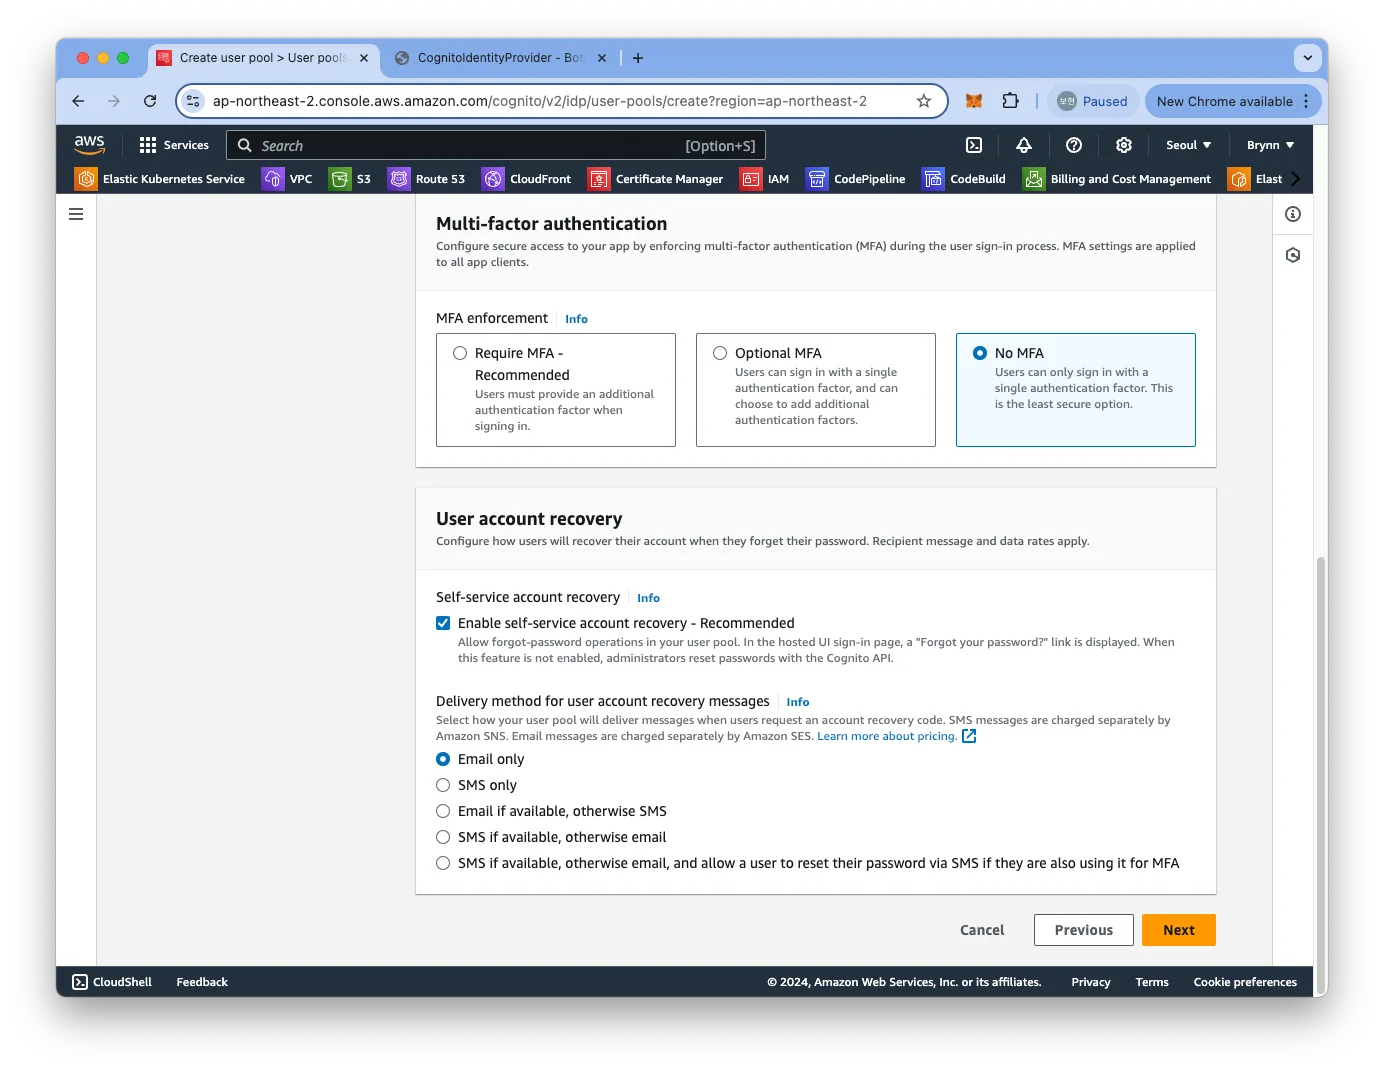 Create user pool > User pools
CognitoIdentityProvider - Bot
ap-northeast-2.console.aws.amazon.com/cognito/v2/idp/user-pools/create?region=ap-northeast-2
보현 Paused
New Chrome available
aws
Services
Search
[Option+S]
Seoul
Brynn
Elastic Kubernetes Service
VPC
S3
Route 53
CloudFront
Certificate Manager
IAM
CodePipeline
CodeBuild
Billing and Cost Management
Elast
Multi-factor authentication
Configure secure access to your app by enforcing multi-factor authentication (MFA) during the user sign-in process. MFA settings are applied
to all app clients.
MFA enforcement Info
Require MFA -
Recommended
Users must provide an additional
authentication factor when
signing in.
Optional MFA
Users can sign in with a single
authentication factor, and can
choose to add additional
authentication factors.
No MFA
Users can only sign in with a
single authentication factor. This
is the least secure option.
User account recovery
Configure how users will recover their account when they forget their password. Recipient message and data rates apply.
Self-service account recovery Info
Enable self-service account recovery - Recommended
Allow forgot-password operations in your user pool. In the hosted UI sign-in page, a "Forgot your password?" link is displayed. When
this feature is not enabled, administrators reset passwords with the Cognito API.
Delivery method for user account recovery messages Info
Select how your user pool will deliver messages when users request an account recovery code. SMS messages are charged separately by
Amazon SNS. Email messages are charged separately by Amazon SES. Learn more about pricing.
Email only
SMS only
Email if available, otherwise SMS
SMS if available, otherwise email
SMS if available, otherwise email, and allow a user to reset their password via SMS if they are also using it for MFA
Cancel
Previous
Next
CloudShell
Feedback
© 2024, Amazon Web Services, Inc. or its affiliates.
Privacy
Terms
Cookie preferences